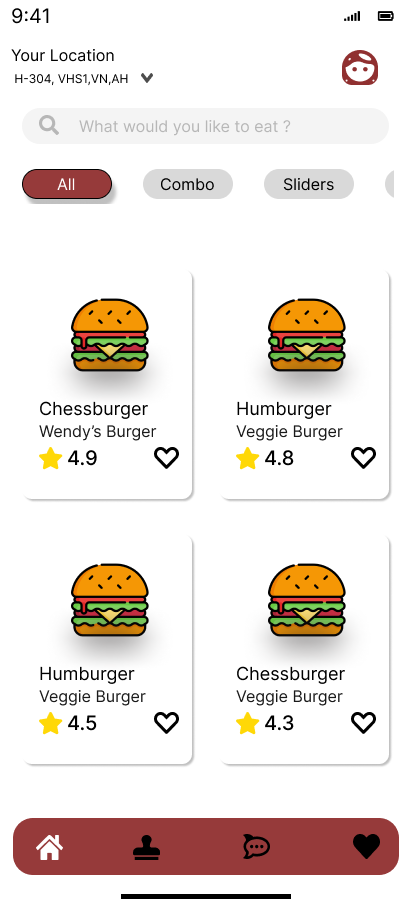 9:41
Your Location
H-304, VHS1,VN,AH
What would you like to eat ?
All Combo Sliders
Chessburger
Wendy’s Burger
4.9
Humburger
Veggie Burger
4.8
Humburger
Veggie Burger
4.5
Chessburger
Veggie Burger
4.3